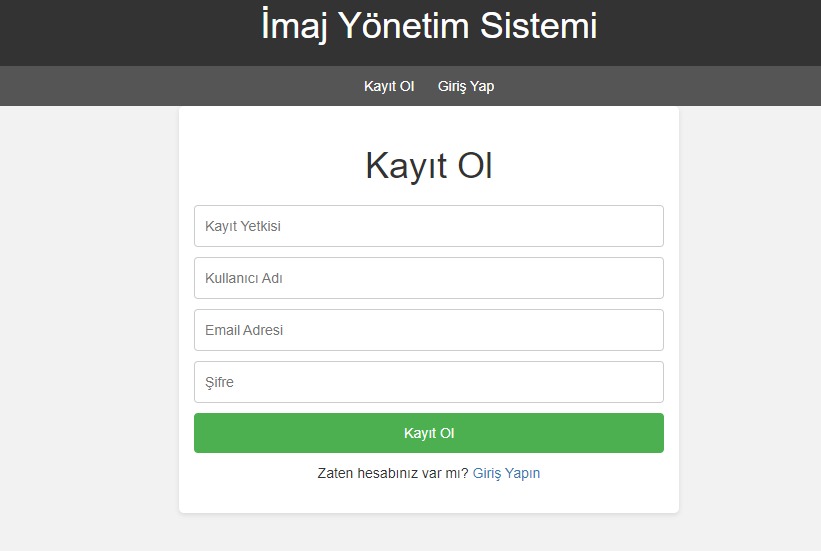 İmaj Yönetim Sistemi
Kayıt Ol Giriş Yap
Kayıt Ol
Kayıt Yetkisi
Kullanıcı Adı
Email Adresi
Şifre
Kayıt Ol
Zaten hesabınız var mı? Giriş Yapın